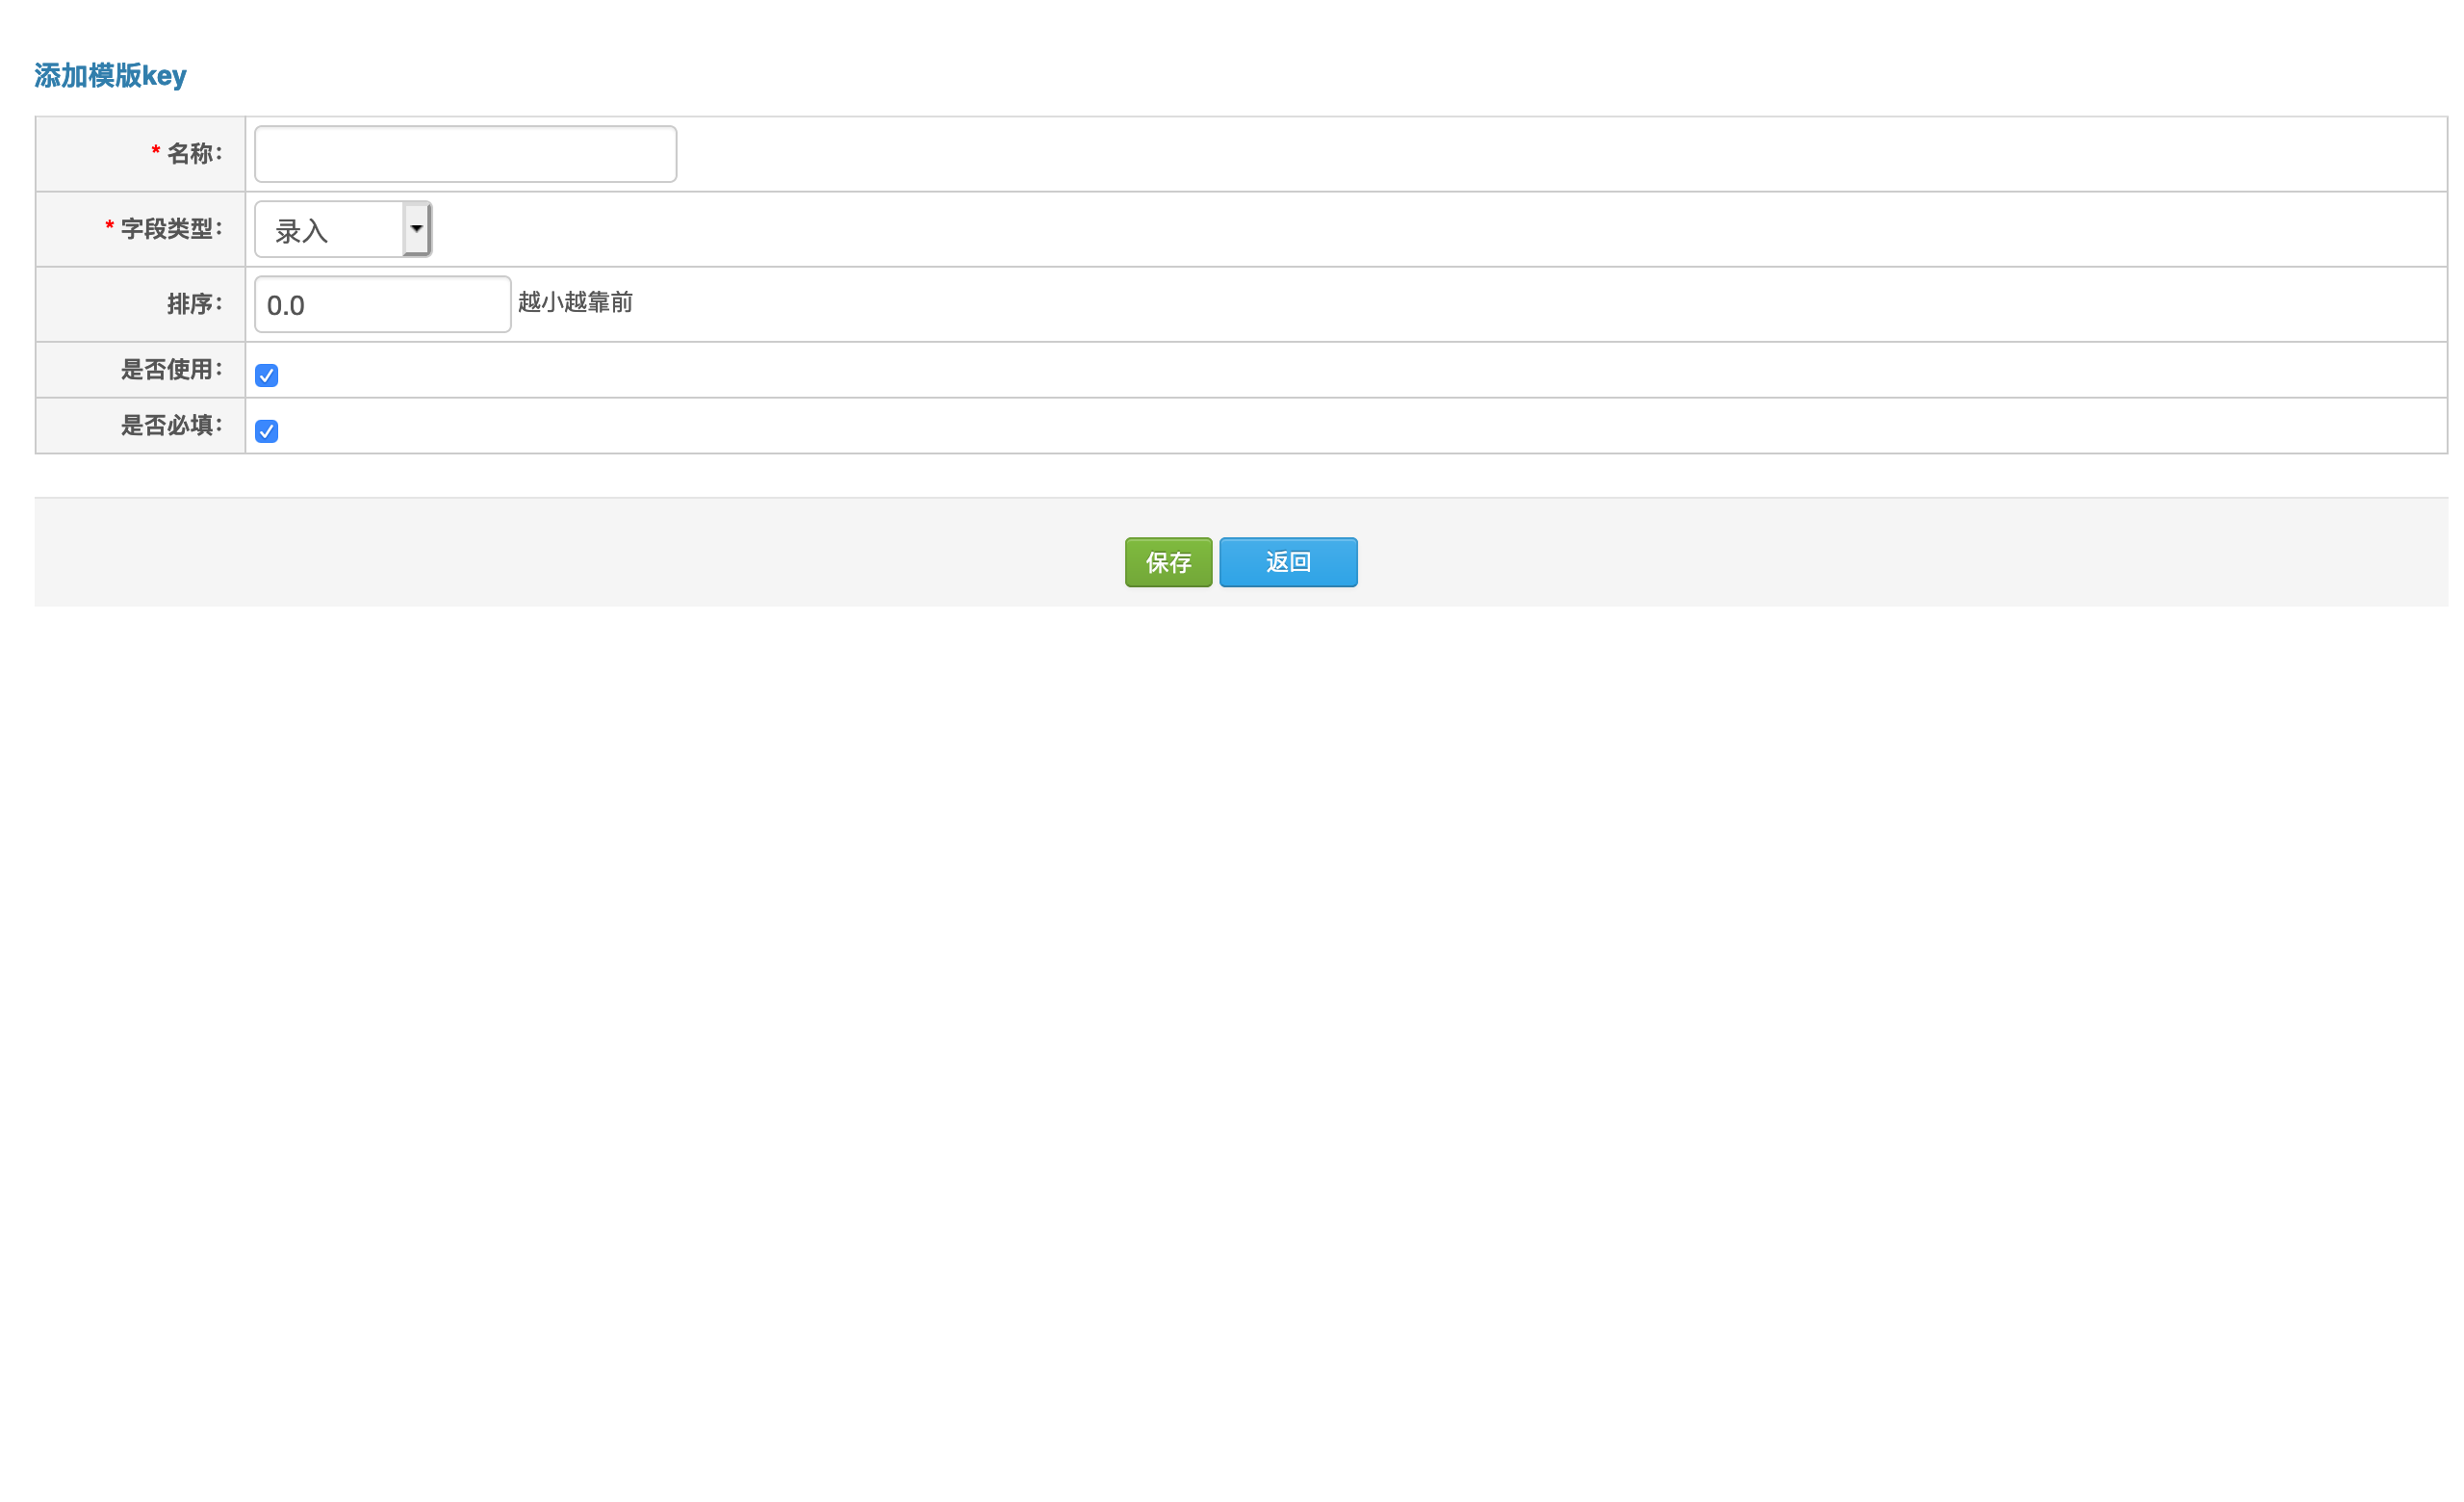 添加模版key
* 名称：
* 字段类型： 录入
排序： 0.0 越小越靠前
是否使用：
是否必填：
保存 返回